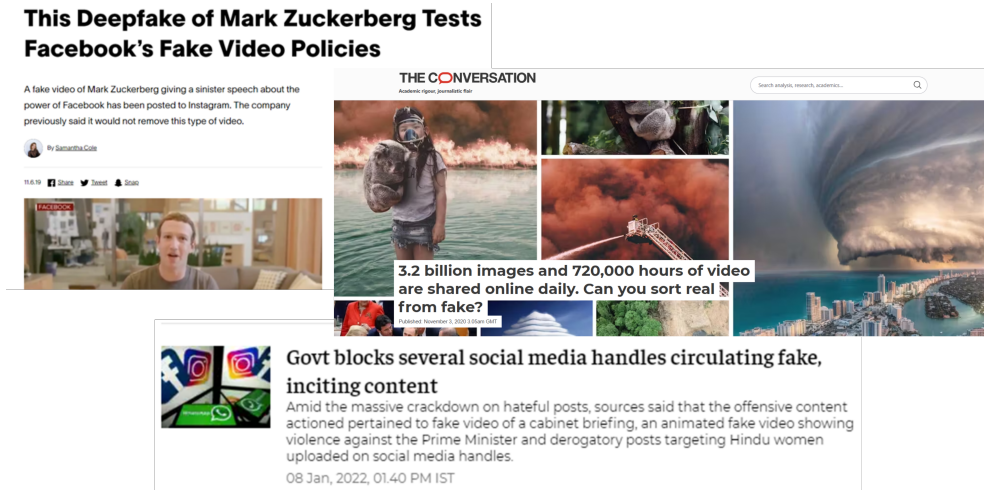 This Deepfake of Mark Zuckerberg Tests
Facebook's Fake Video Policies
A fake video of Mark Zuckerberg giving a sinister speech about the
power of Facebook has been posted to Instagram. The company
previously said it would not remove this type of video.
By Samantha Cole
11.6.19 Share Tweet Snap
FACEBOOK
THE CONVERSATION
Academic rigour, journalistic flair
Search analysis, research, academics…
3.2 billion images and 720,000 hours of video
are shared online daily. Can you sort real
from fake?
Published: November 3, 2020 3.05am GMT
Govt blocks several social media handles circulating fake,
inciting content
Amid the massive crackdown on hateful posts, sources said that the offensive content
actioned pertained to fake video of a cabinet briefing, an animated fake video showing
violence against the Prime Minister and derogatory posts targeting Hindu women
uploaded on social media handles.
08 Jan, 2022, 01.40 PM IST